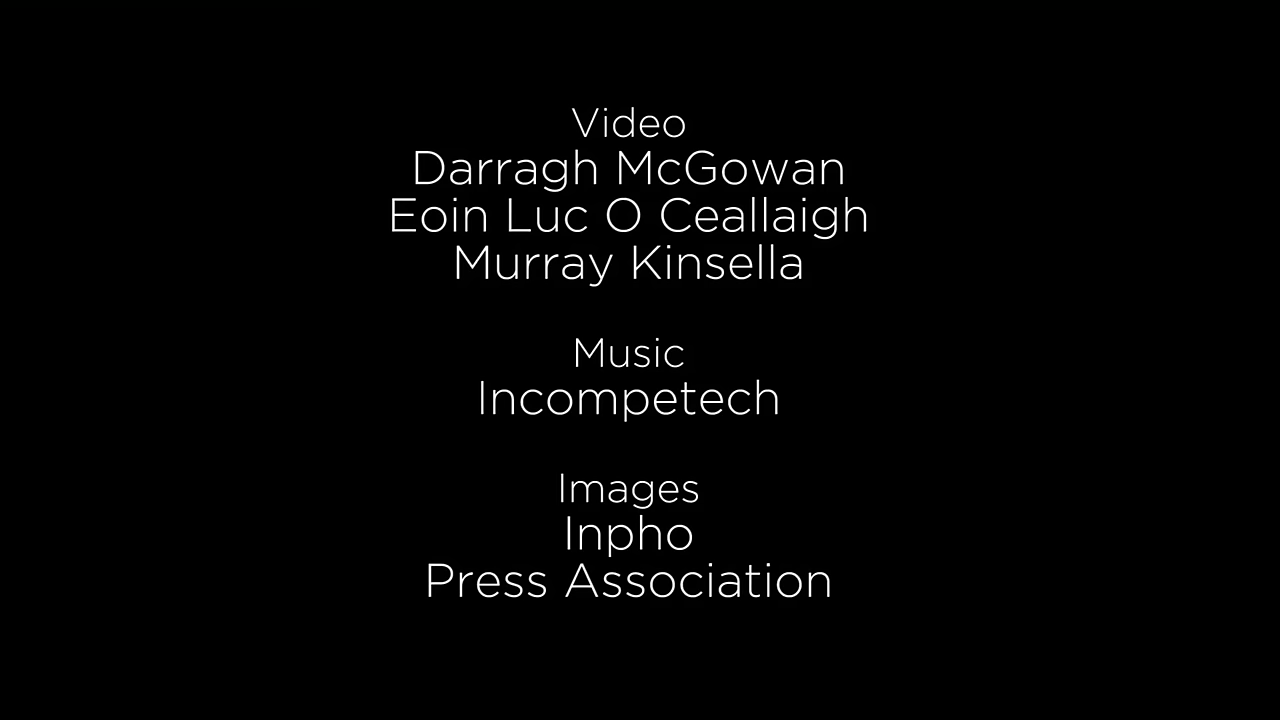 Video
Darragh McGowan
Eoin Luc O Ceallaigh
Murray Kinsella
Music
Incompetech
Images
Inpho
Press Association